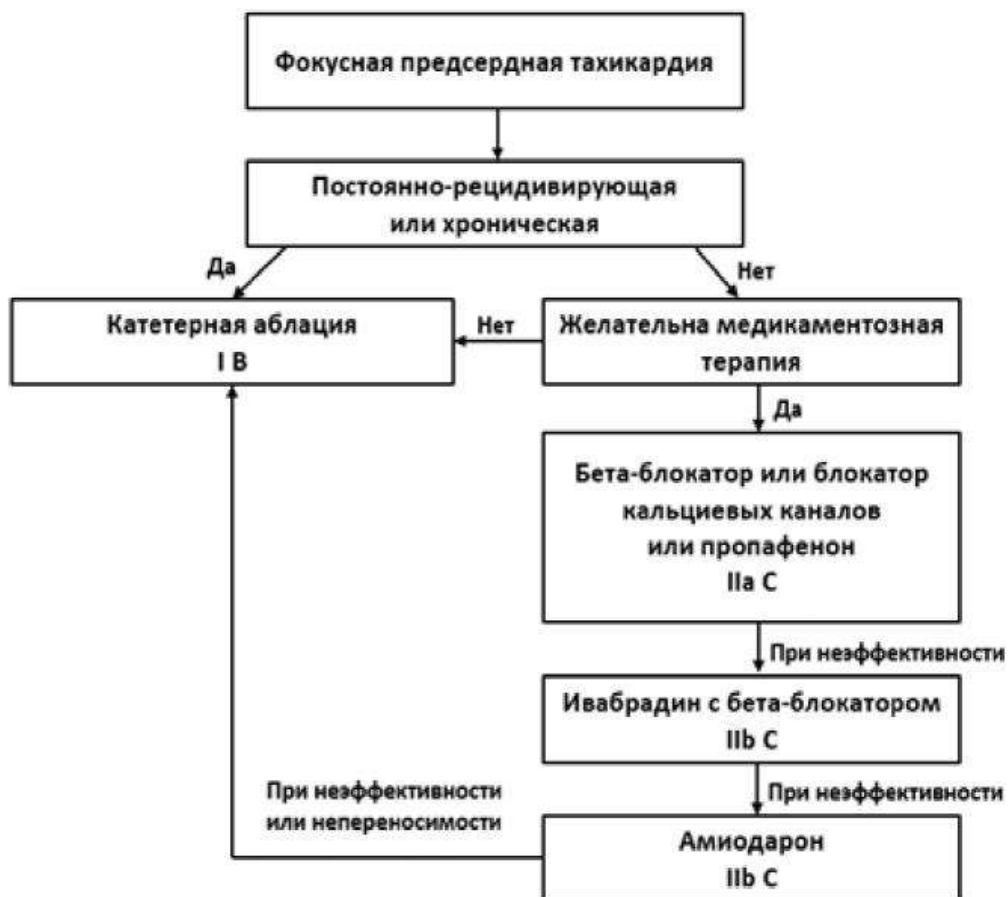 Фокусная предсердная тахикардия
Постоянно-рецидивирующая
или хроническая
Да
Нет
Катетерная аблация
I B
Нет
Желательна медикаментозная
терапия
Да
Бета-блокатор или блокатор
кальциевых каналов
или пропафенон
IIa C
При неэффективности
Ивабрадин с бета-блокатором
IIb C
При неэффективности
При неэффективности
или непереносимости
Амиодарон
IIb C